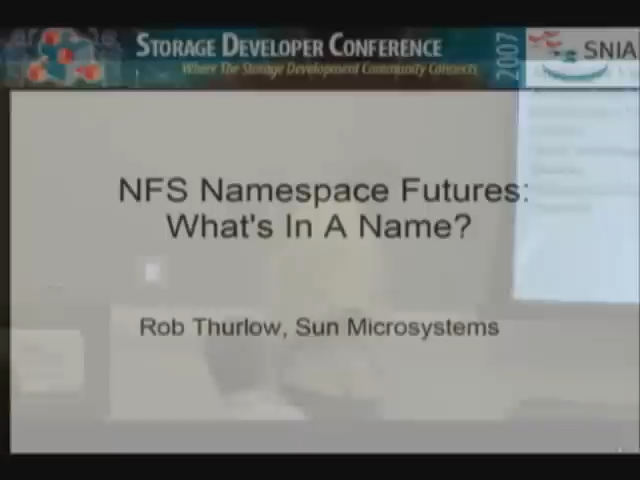 STORAGE DEVELOPER CONFERENCE
Where The Storage Development Community Connects
2007
SNIA
NFS Namespace Futures:
What's In A Name?
Rob Thurlow, Sun Microsystems